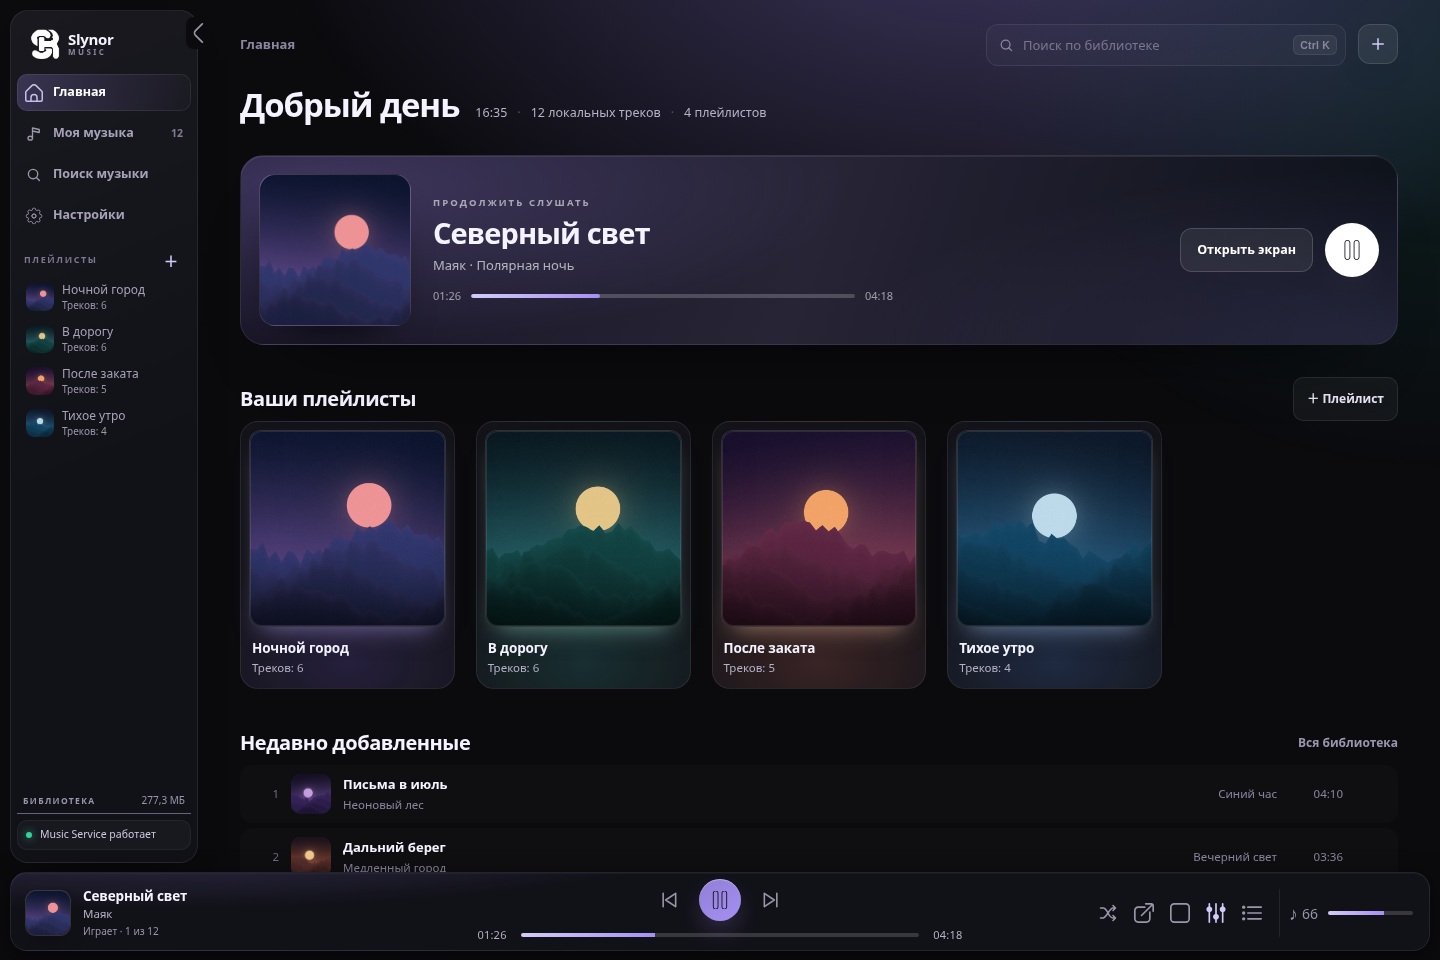 Slynor
MUSIC
Главная
Моя музыка 12
Поиск музыки
Настройки
ПЛЕЙЛИСТЫ +
Ночной город
Треков: 6
В дорогу
Треков: 6
После заката
Треков: 5
Тихое утро
Треков: 4
БИБЛИОТЕКА 277,3 МБ
Music Service работает
Главная
Поиск по библиотеке Ctrl K +
Добрый день 16:35 · 12 локальных треков · 4 плейлистов
ПРОДОЛЖИТЬ СЛУШАТЬ
Северный свет
Маяк · Полярная ночь
01:26 04:18
Открыть экран
Ваши плейлисты
+ Плейлист
Ночной город
Треков: 6
В дорогу
Треков: 6
После заката
Треков: 5
Тихое утро
Треков: 4
Недавно добавленные
Вся библиотека
1 Письма в июль
Неоновый лес
Синий час 04:10
2 Дальний берег
Медленный город
Вечерний свет 03:36
Северный свет
Маяк
Играет · 1 из 12
01:26 04:18
♪ 66